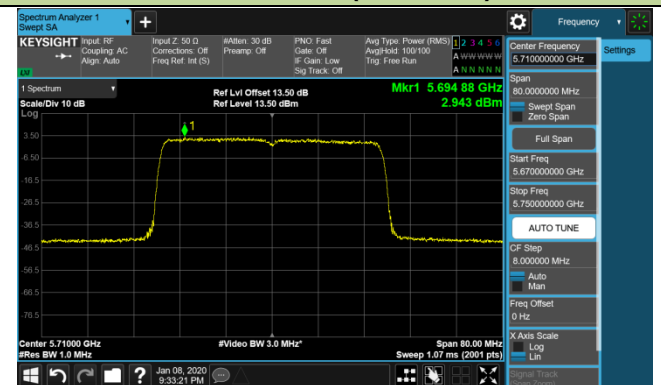 Spectrum Analyzer 1
Swept SA
+
Frequency
KEYSIGHT
Input: RF
Coupling: AC
Align: Auto
Input Z: 50 Ω
Corrections: Off
Freq Ref: Int (S)
#Atten: 30 dB
Preamp: Off
PNO: Fast
Gate: Off
IF Gain: Low
Sig Track: Off
Avg Type: Power (RMS)
Avg|Hold: 100/100
Trig: Free Run
1 2 3 4 5 6
A W W W W W
A N N N N N
LW
Center Frequency
5.710000000 GHz
Settings
Span
80.0000000 MHz
Swept Span
Zero Span
Full Span
Start Freq
5.670000000 GHz
Stop Freq
5.750000000 GHz
AUTO TUNE
CF Step
8.000000 MHz
Auto
Man
Freq Offset
0 Hz
X Axis Scale
Log
Lin
Signal Track
(Span Zoom)
1 Spectrum
Scale/Div 10 dB
Log
Ref Lvl Offset 13.50 dB
Ref Level 13.50 dBm
Mkr1 5.694 88 GHz
2.943 dBm
1
3.50
-6.50
-16.5
-26.5
-36.5
-46.5
-56.5
-66.5
-76.5
Center 5.71000 GHz
#Res BW 1.0 MHz
#Video BW 3.0 MHz*
Span 80.00 MHz
Sweep 1.07 ms (2001 pts)
?
Jan 08, 2020
9:33:21 PM